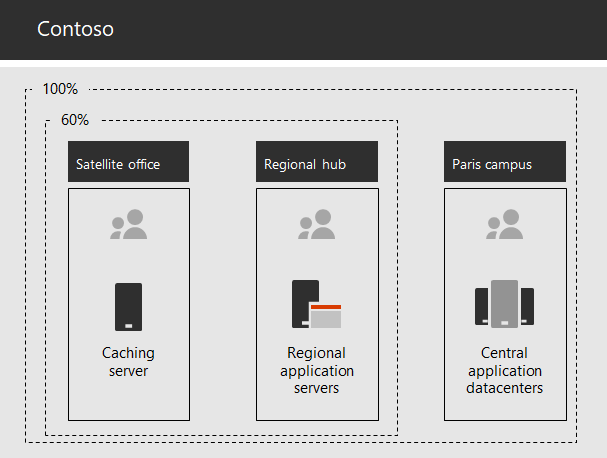 Contoso
100%
60%
Satellite office
Regional hub
Paris campus
Caching
server
Regional
application
servers
Central
application
datacenters